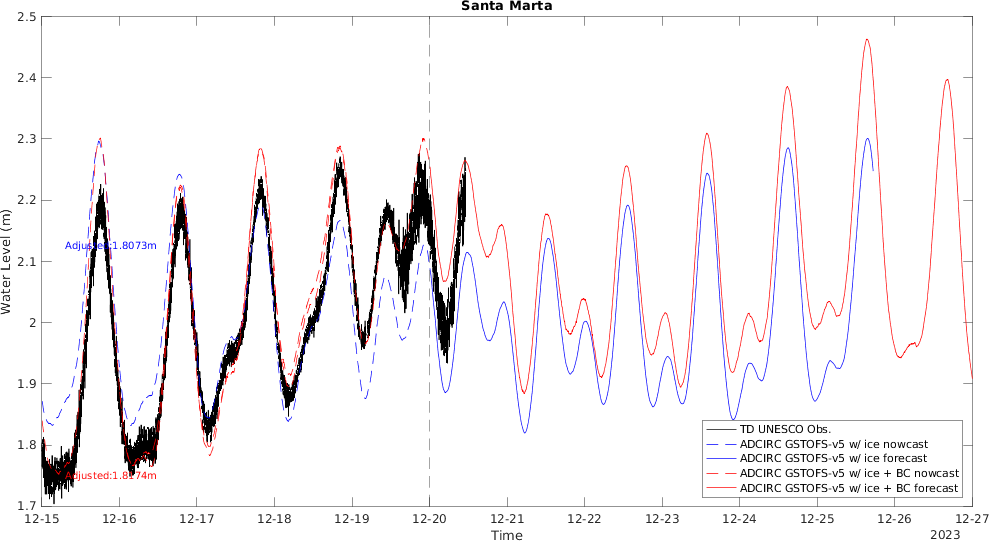 Santa Marta
2.5
2.4
2.3
2.2
2.1
2
1.9
1.8
1.7
Water Level (m)
Adjusted:1.8073m
Adjusted:1.8174m
TD UNESCO Obs.
ADCIRC GSTOFS-v5 w/ ice nowcast
ADCIRC GSTOFS-v5 w/ ice forecast
ADCIRC GSTOFS-v5 w/ ice + BC nowcast
ADCIRC GSTOFS-v5 w/ ice + BC forecast
12-15 12-16 12-17 12-18 12-19 12-20 12-21 12-22 12-23 12-24 12-25 12-26 12-27
Time
2023